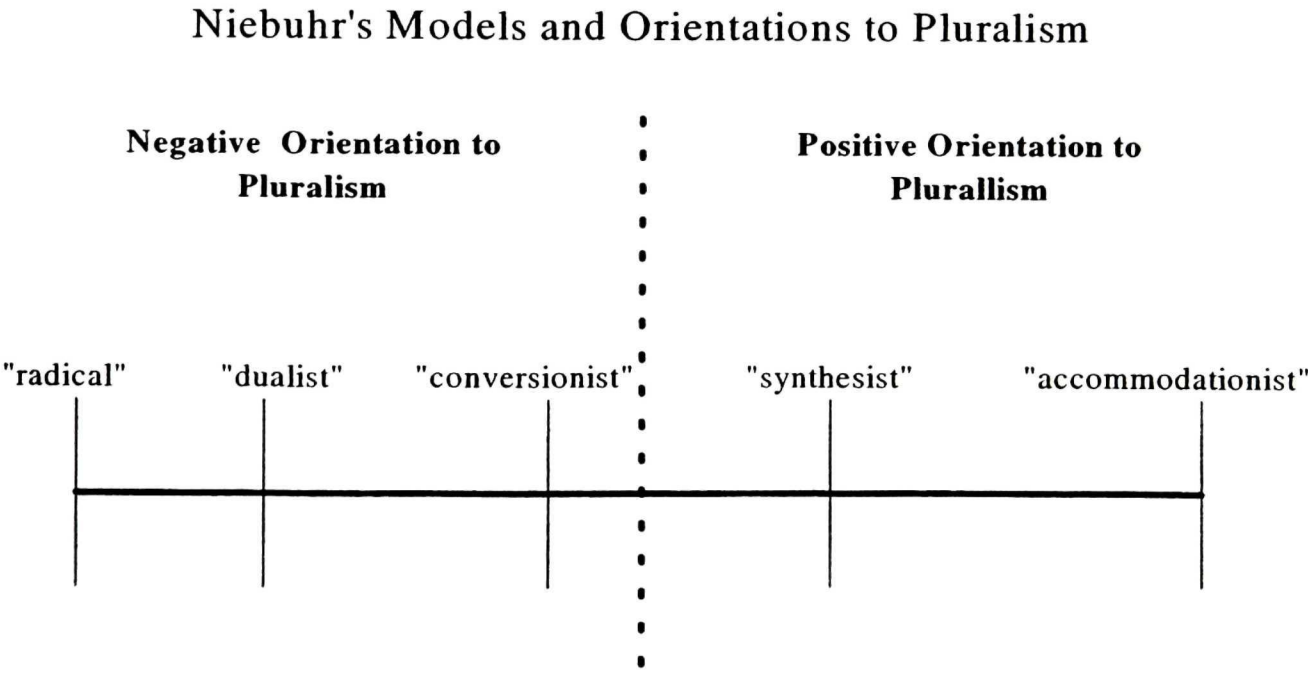 Niebuhr's Models and Orientations to Pluralism
Negative Orientation to
Pluralism
Positive Orientation to
Plurallism
"radical"
"dualist"
"conversionist"
"synthesist"
"accommodationist"